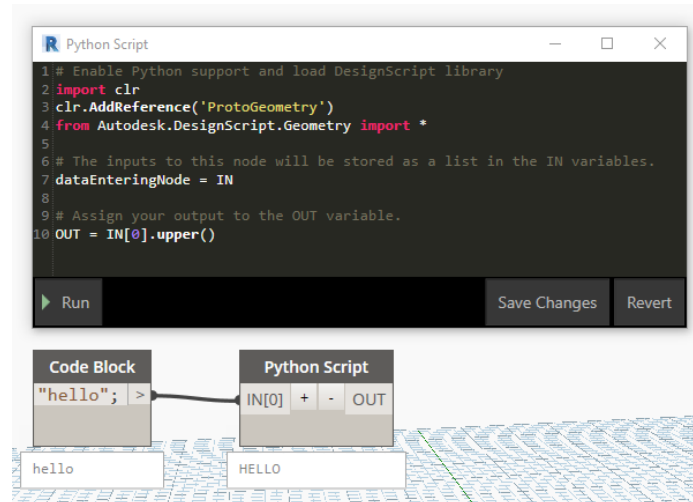 R Python Script
1 # Enable Python support and load DesignScript library
2 import clr
3 clr.AddReference('ProtoGeometry')
4 from Autodesk.DesignScript.Geometry import *
5
6 # The inputs to this node will be stored as a list in the IN variables.
7 dataEnteringNode = IN
8
9 # Assign your output to the OUT variable.
10 OUT = IN[0].upper()
Run Save Changes Revert
Code Block Python Script
"hello"; > IN[0] + - OUT
hello HELLO